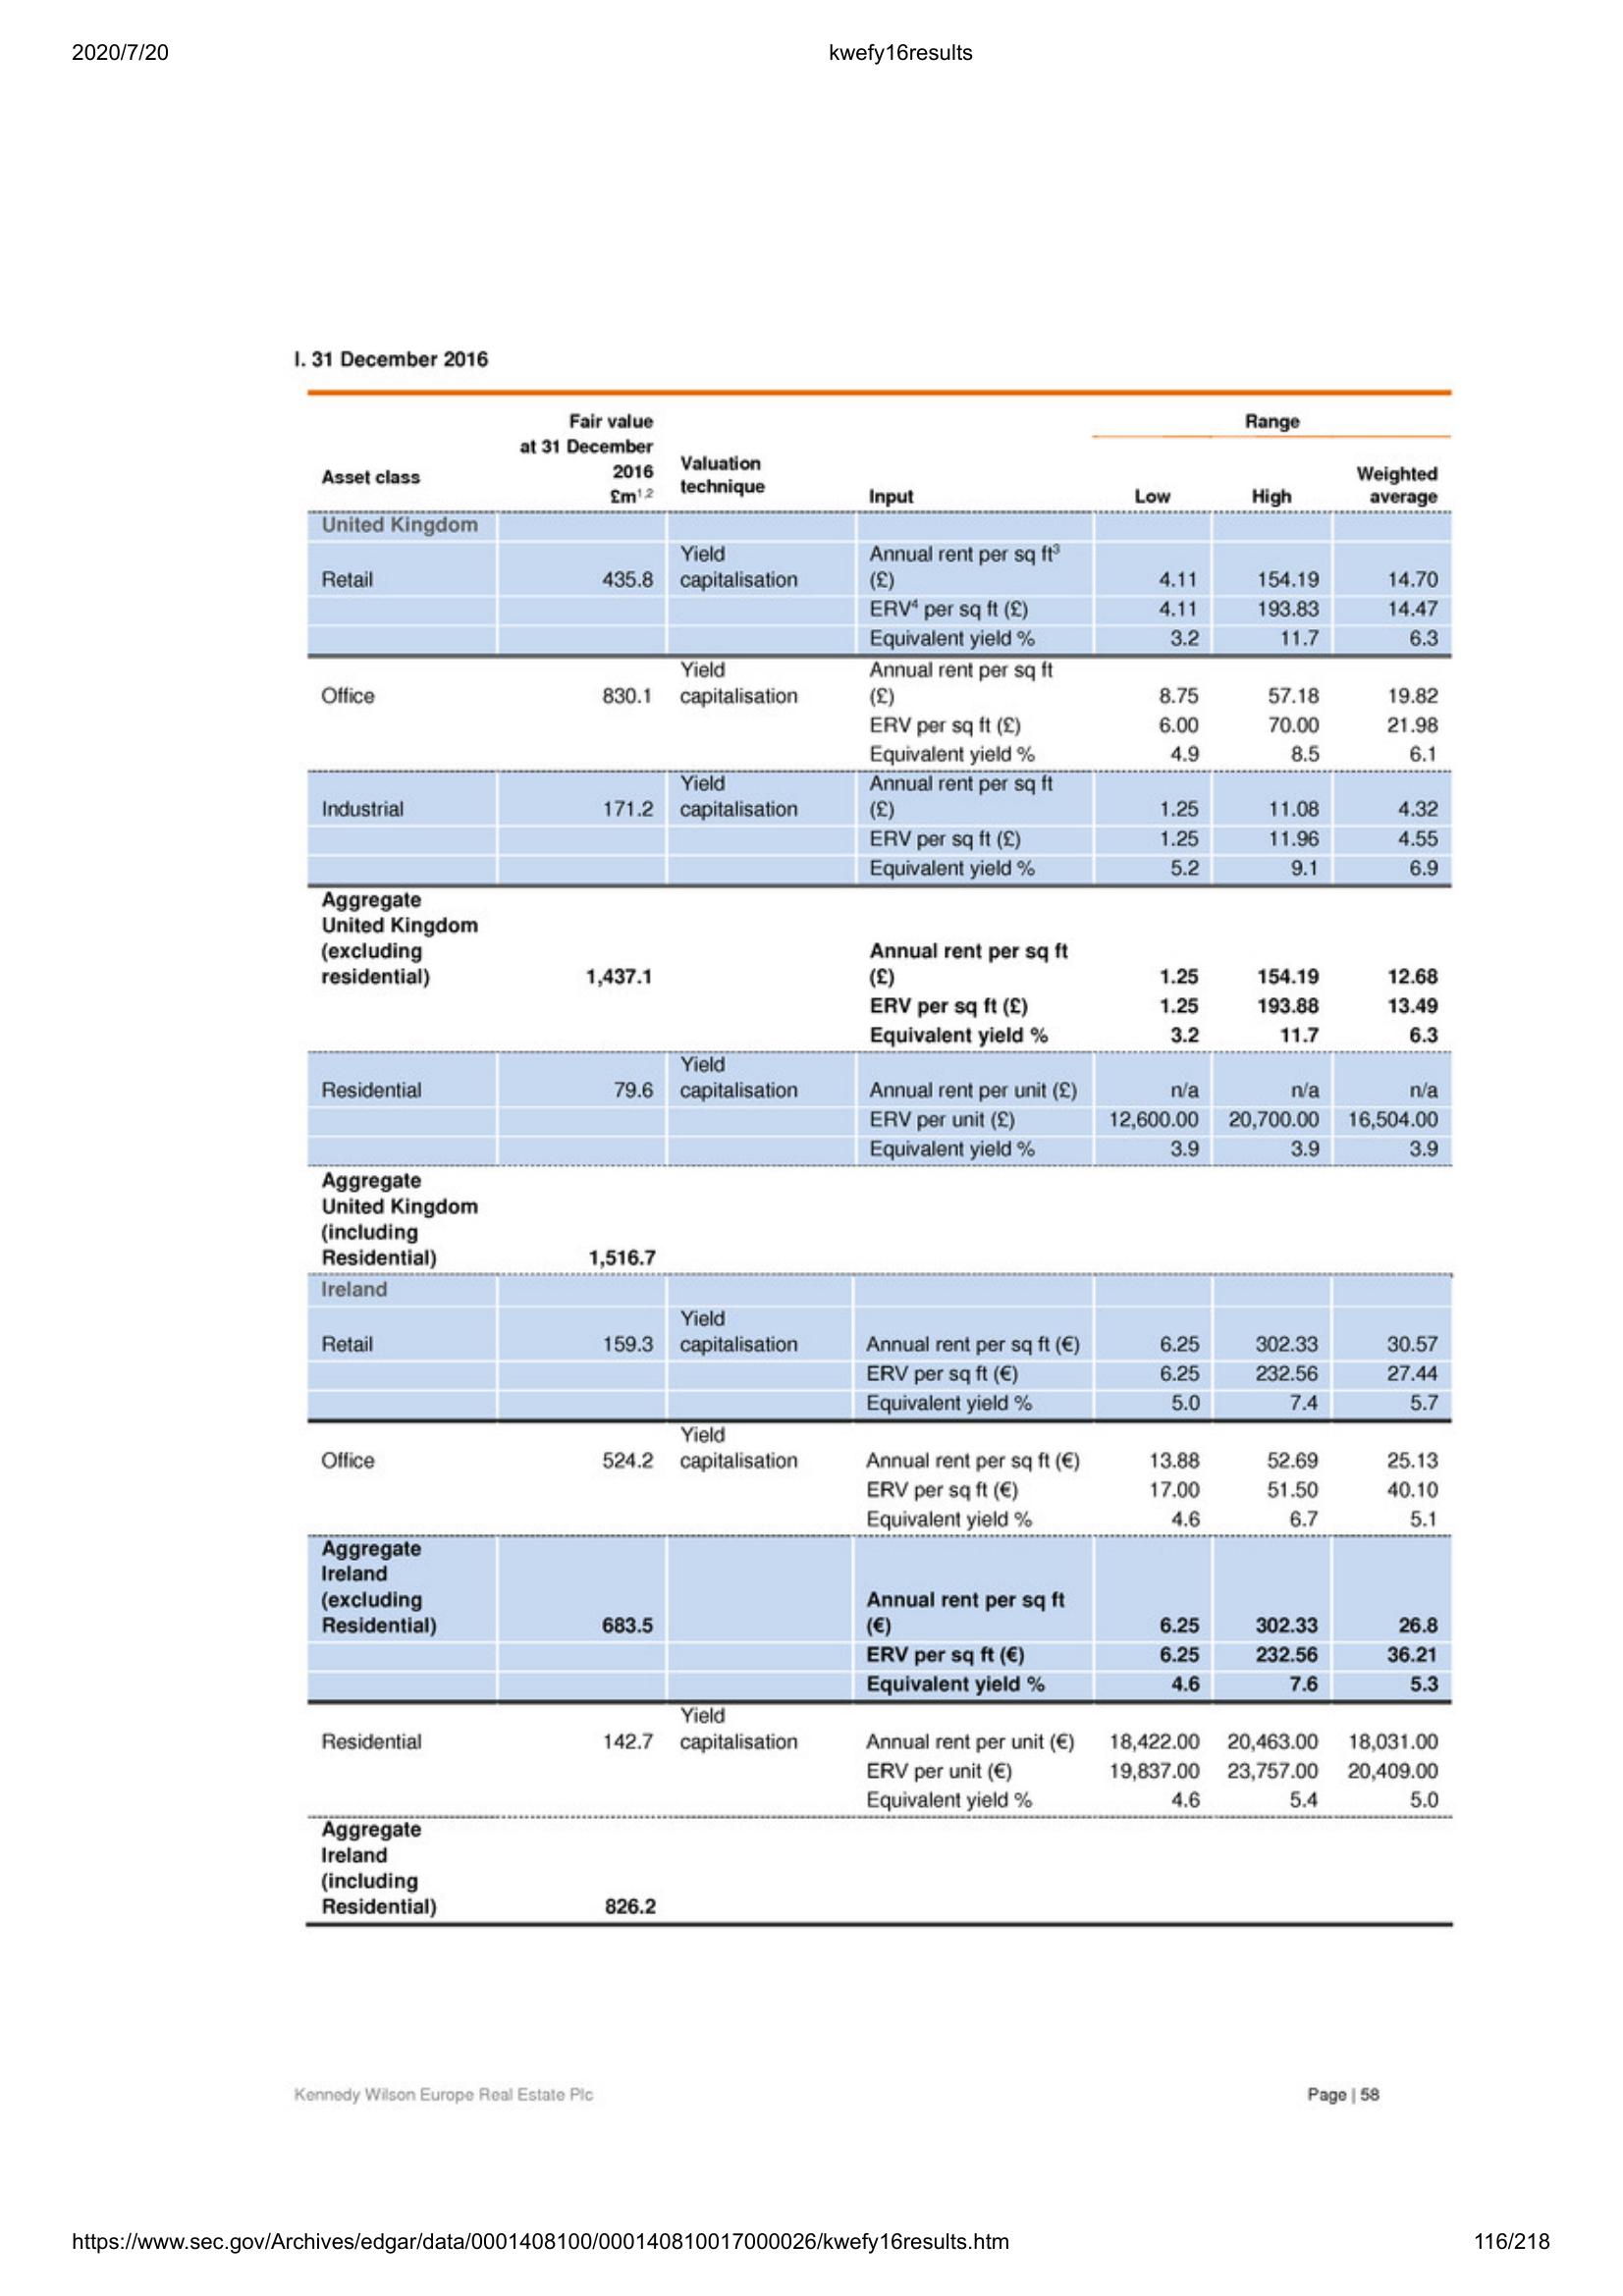 2020/7/20 kwefy16results
I. 31 December 2016
Fair value Range
at 31 December
2016 Valuation Weighted
Asset class £m1,2 technique Input Low High average
United Kingdom
Yield Annual rent per sq ft3
Retail 435.8 capitalisation (£) 4.11 154.19 14.70
ERV4 per sq ft (£) 4.11 193.83 14.47
Equivalent yield % 3.2 11.7 6.3
Yield Annual rent per sq ft
Office 830.1 capitalisation (£) 8.75 57.18 19.82
ERV per sq ft (£) 6.00 70.00 21.98
Equivalent yield % 4.9 8.5 6.1
Yield Annual rent per sq ft
Industrial 171.2 capitalisation (£) 1.25 11.08 4.32
ERV per sq ft (£) 1.25 11.96 4.55
Equivalent yield % 5.2 9.1 6.9
Aggregate
United Kingdom
(excluding Annual rent per sq ft
residential) 1,437.1 (£) 1.25 154.19 12.68
ERV per sq ft (£) 1.25 193.88 13.49
Equivalent yield % 3.2 11.7 6.3
Yield
Residential 79.6 capitalisation Annual rent per unit (£) n/a n/a n/a
ERV per unit (£) 12,600.00 20,700.00 16,504.00
Equivalent yield % 3.9 3.9 3.9
Aggregate
United Kingdom
(including
Residential) 1,516.7
Ireland
Yield
Retail 159.3 capitalisation Annual rent per sq ft (€) 6.25 302.33 30.57
ERV per sq ft (€) 6.25 232.56 27.44
Equivalent yield % 5.0 7.4 5.7
Yield
Office 524.2 capitalisation Annual rent per sq ft (€) 13.88 52.69 25.13
ERV per sq ft (€) 17.00 51.50 40.10
Equivalent yield % 4.6 6.7 5.1
Aggregate
Ireland
(excluding Annual rent per sq ft
Residential) 683.5 (€) 6.25 302.33 26.8
ERV per sq ft (€) 6.25 232.56 36.21
Equivalent yield % 4.6 7.6 5.3
Yield
Residential 142.7 capitalisation Annual rent per unit (€) 18,422.00 20,463.00 18,031.00
ERV per unit (€) 19,837.00 23,757.00 20,409.00
Equivalent yield % 4.6 5.4 5.0
Aggregate
Ireland
(including
Residential) 826.2
Kennedy Wilson Europe Real Estate Plc Page | 58
https://www.sec.gov/Archives/edgar/data/0001408100/000140810017000026/kwefy16results.htm 116/218